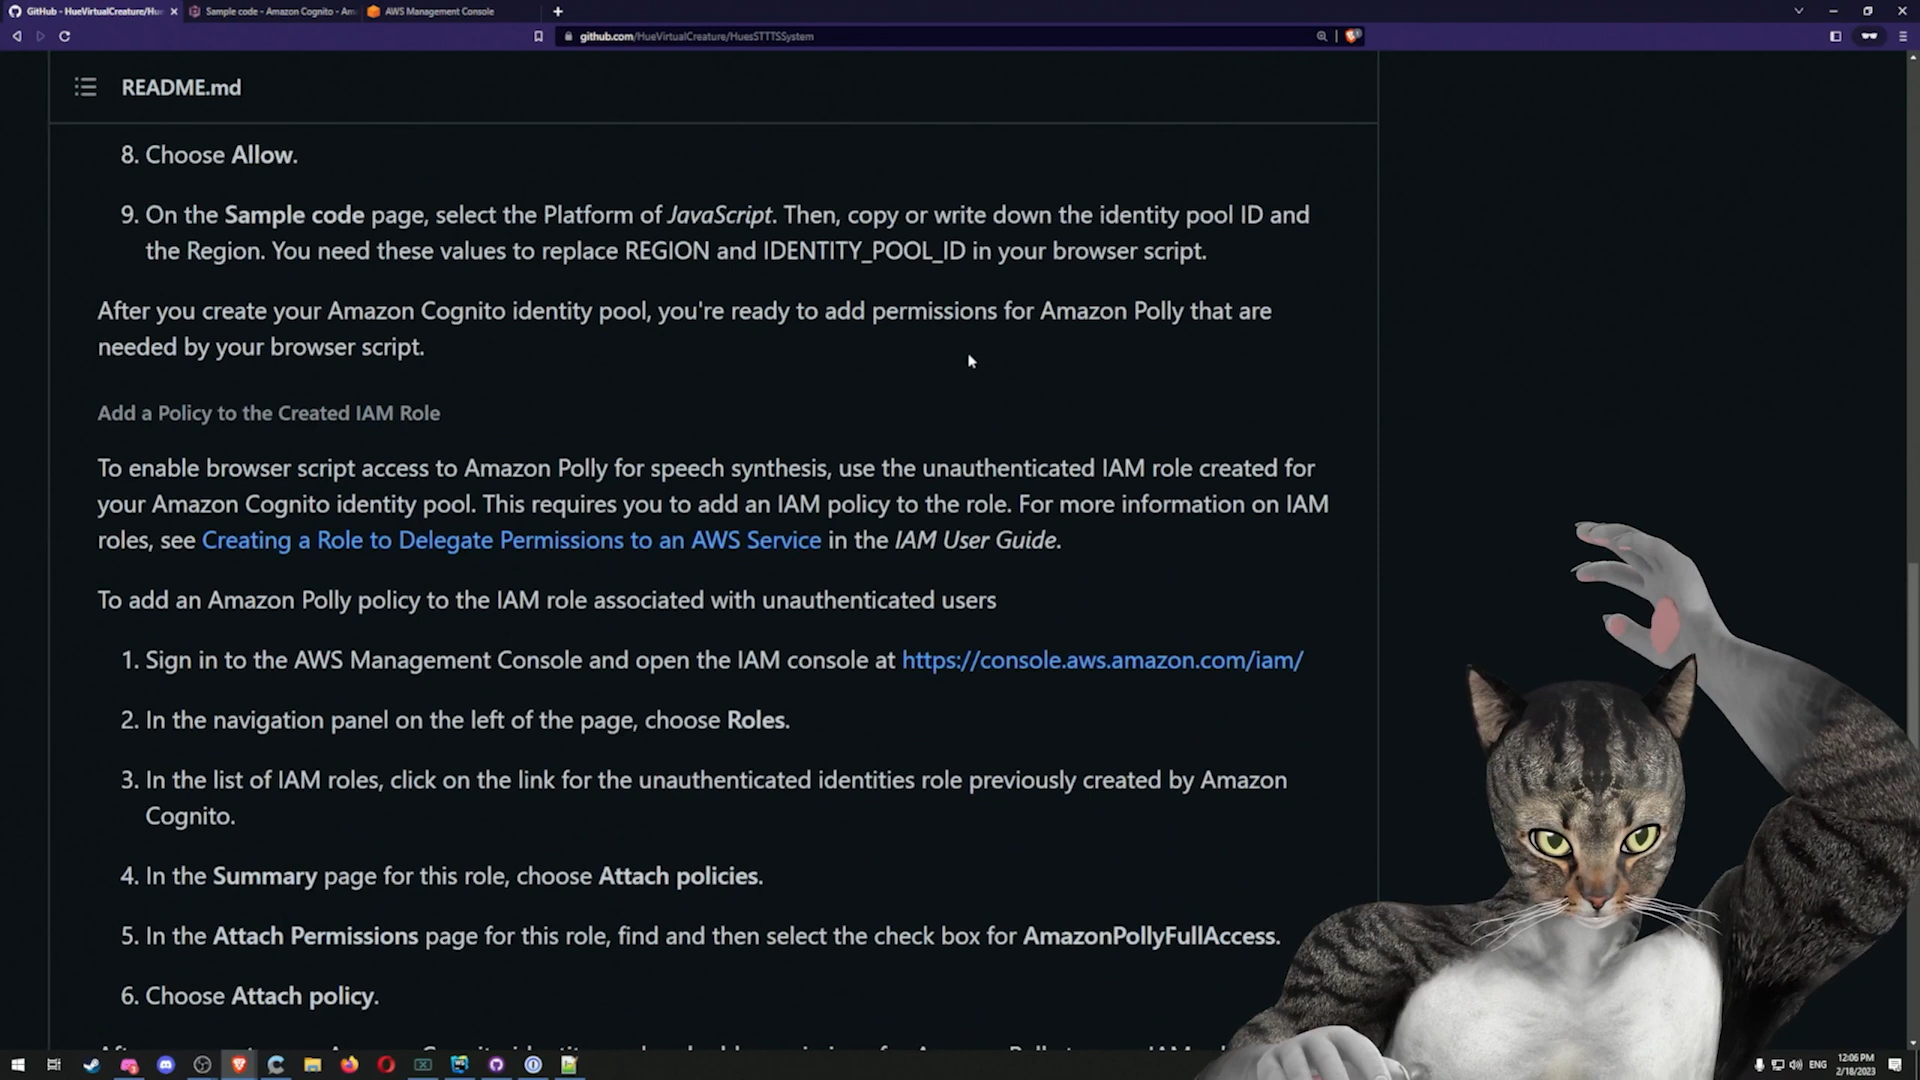 GitHub - HueVirtualCreature/Hue
Sample code - Amazon Cognito - Am
AWS Management Console
github.com/HueVirtualCreature/HuesSTTTSSystem
README.md
8. Choose Allow.
9. On the Sample code page, select the Platform of JavaScript. Then, copy or write down the identity pool ID and
the Region. You need these values to replace REGION and IDENTITY_POOL_ID in your browser script.
After you create your Amazon Cognito identity pool, you're ready to add permissions for Amazon Polly that are
needed by your browser script.
Add a Policy to the Created IAM Role
To enable browser script access to Amazon Polly for speech synthesis, use the unauthenticated IAM role created for
your Amazon Cognito identity pool. This requires you to add an IAM policy to the role. For more information on IAM
roles, see Creating a Role to Delegate Permissions to an AWS Service in the IAM User Guide.
To add an Amazon Polly policy to the IAM role associated with unauthenticated users
1. Sign in to the AWS Management Console and open the IAM console at https://console.aws.amazon.com/iam/
2. In the navigation panel on the left of the page, choose Roles.
3. In the list of IAM roles, click on the link for the unauthenticated identities role previously created by Amazon
Cognito.
4. In the Summary page for this role, choose Attach policies.
5. In the Attach Permissions page for this role, find and then select the check box for AmazonPollyFullAccess.
6. Choose Attach policy.
ENG
12:06 PM
2/18/2023